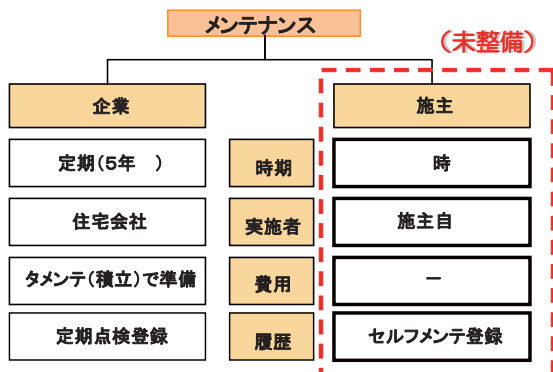 メンテナンス
（未整備）
企業
施主
定期（５年　）
時期
時
住宅会社
実施者
施主自
タメンテ（積立）で準備
費用
－
定期点検登録
履歴
セルフメンテ登録